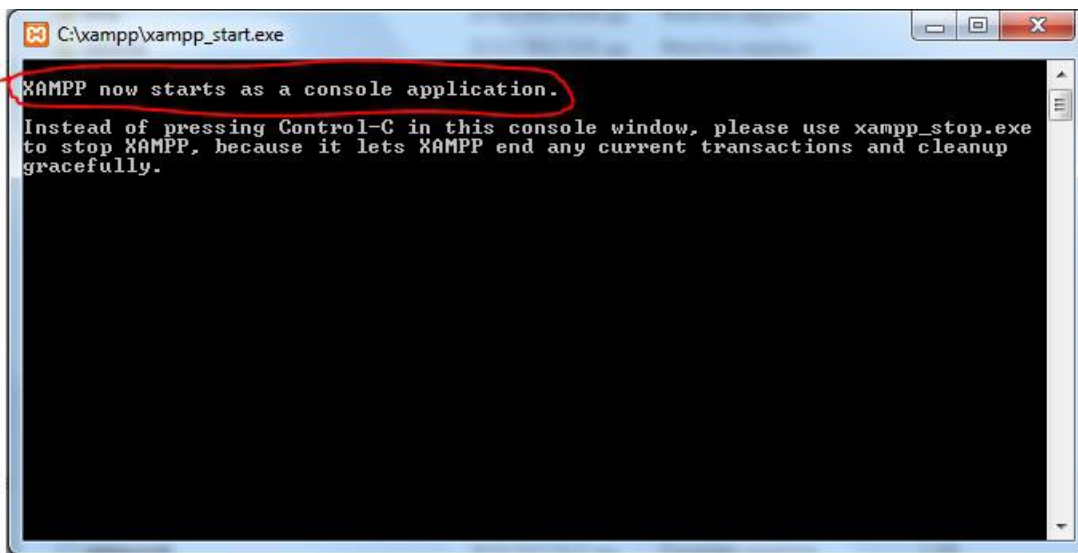 C:\xampp\xampp_start.exe
XAMPP now starts as a console application.
Instead of pressing Control-C in this console window, please use xampp_stop.exe
to stop XAMPP, because it lets XAMPP end any current transactions and cleanup
gracefully.